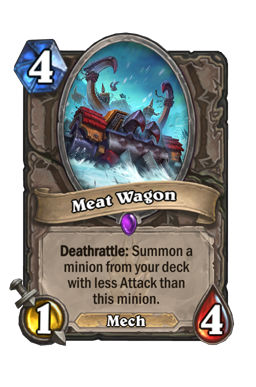 4
Meat Wagon
Deathrattle: Summon a
minion from your deck
with less Attack than
this minion.
1
Mech
4